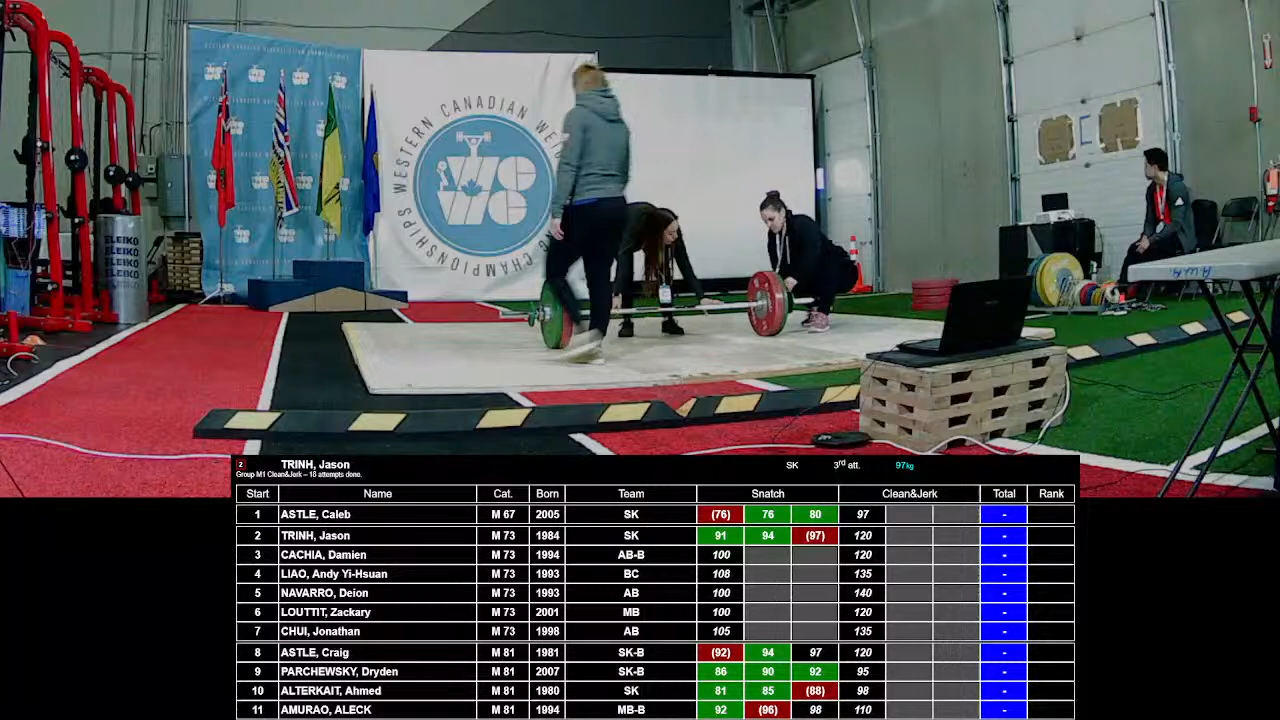 WESTERN CANADIAN WEI
CHAMPIONSHIPS
WC
WC
ELEIKO
ELEIKO
ELEIKO
ELEIKO
2 TRINH, Jason SK 3rd att. 97kg
Group M1 Clean&Jerk – 18 attempts done.
Start Name Cat. Born Team Snatch Clean&Jerk Total Rank
1 ASTLE, Caleb M 67 2005 SK (76) 76 80 97 -
2 TRINH, Jason M 73 1984 SK 91 94 (97) 120 -
3 CACHIA, Damien M 73 1994 AB-B 100 120 -
4 LIAO, Andy Yi-Hsuan M 73 1993 BC 108 135 -
5 NAVARRO, Deion M 73 1993 AB 100 140 -
6 LOUTTIT, Zackary M 73 2001 MB 100 120 -
7 CHUI, Jonathan M 73 1998 AB 105 135 -
8 ASTLE, Craig M 81 1981 SK-B (92) 94 97 120 -
9 PARCHEWSKY, Dryden M 81 2007 SK-B 86 90 92 95 -
10 ALTERKAIT, Ahmed M 81 1980 SK 81 85 (88) 98 -
11 AMURAO, ALECK M 81 1994 MB-B 92 (96) 98 110 -